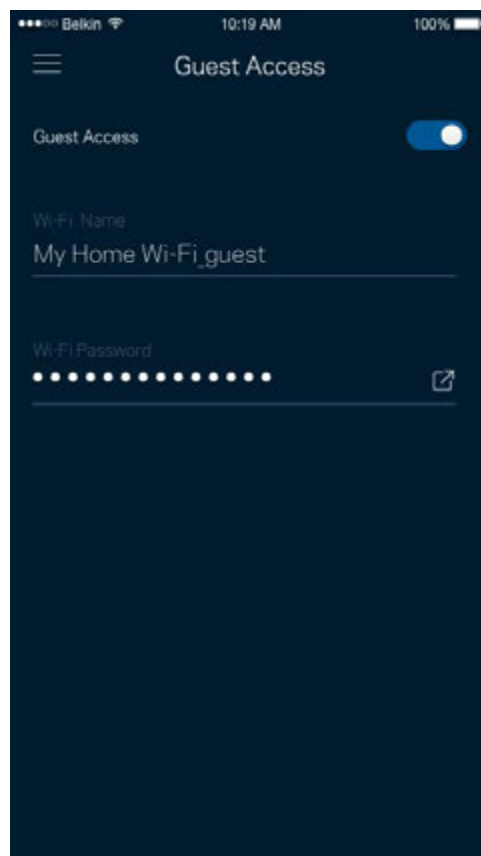 Belkin 10:19 AM 100%
Guest Access
Guest Access
Wi-Fi Name
My Home Wi-Fi_guest
Wi-Fi Password
••••••••••••••